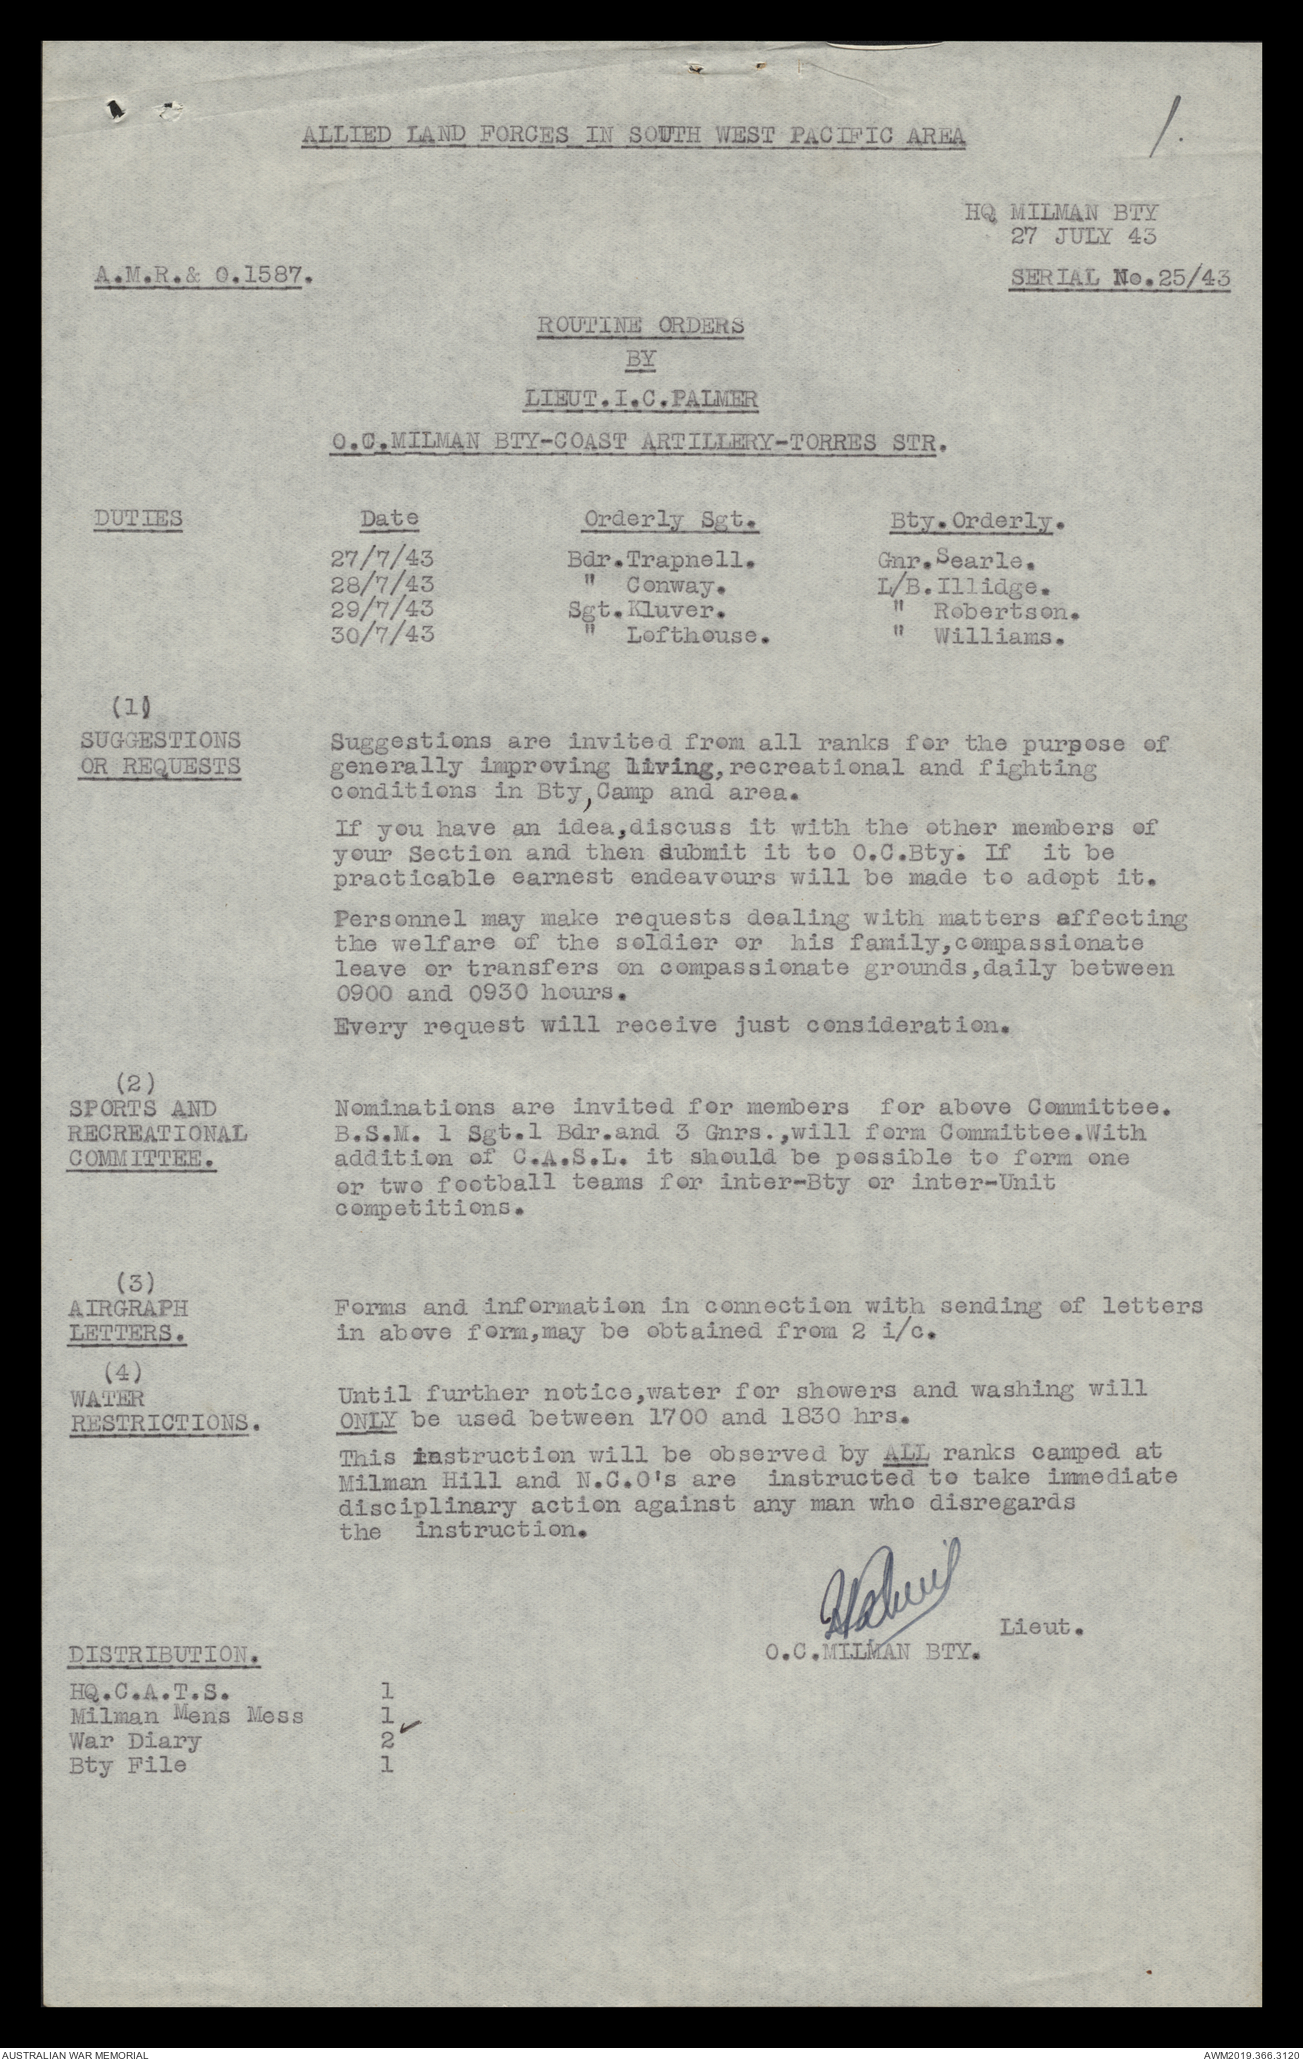 1.
ALLIED LAND FORCES IN SOUTH WEST PACIFIC AREA
HQ MILMAN BTY
27 JULY 43
A.M.R.& O.1587.
SERIAL No.25/43
ROUTINE ORDERS
BY
LIEUT.I.C.PALMER
O.C.MILMAN BTY-COAST ARTILLERY-TORRES STR.
DUTIES Date Orderly Sgt. Bty.Orderly.
27/7/43 Bdr.Trapnell. Gnr.Searle.
28/7/43 " Conway. L/B.Illidge.
29/7/43 Sgt.Kluver. " Robertson.
30/7/43 " Lofthouse. " Williams.
(1)
SUGGESTIONS Suggestions are invited from all ranks for the purpose of
OR REQUESTS generally improving living,recreational and fighting
conditions in Bty,Camp and area.
If you have an idea,discuss it with the other members of
your Section and then submit it to O.C.Bty. If it be
practicable earnest endeavours will be made to adopt it.
Personnel may make requests dealing with matters affecting
the welfare of the soldier or his family,compassionate
leave or transfers on compassionate grounds,daily between
0900 and 0930 hours.
Every request will receive just consideration.
(2)
SPORTS AND Nominations are invited for members for above Committee.
RECREATIONAL B.S.M. 1 Sgt.1 Bdr.and 3 Gnrs.,will form Committee.With
COMMITTEE. addition of C.A.S.L. it should be possible to form one
or two football teams for inter-Bty or inter-Unit
competitions.
(3)
AIRGRAPH Forms and information in connection with sending of letters
LETTERS. in above form,may be obtained from 2 i/c.
(4)
WATER Until further notice,water for showers and washing will
RESTRICTIONS. ONLY be used between 1700 and 1830 hrs.
This instruction will be observed by ALL ranks camped at
Milman Hill and N.C.O's are instructed to take immediate
disciplinary action against any man who disregards
the instruction.
Lieut.
O.C.MILMAN BTY.
DISTRIBUTION.
HQ.C.A.T.S. 1
Milman Mens Mess 1
War Diary 2 ✓
Bty File 1
AUSTRALIAN WAR MEMORIAL AWM2019.366.3120